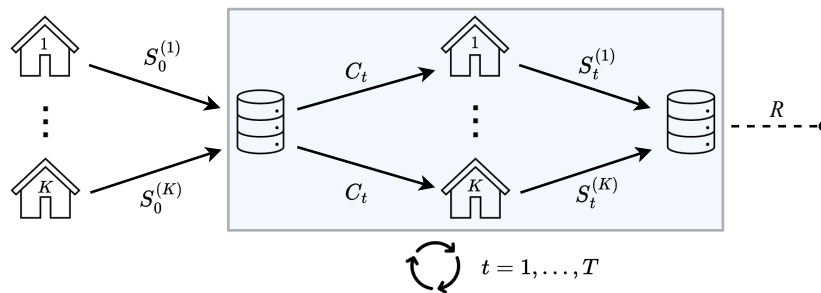 1
S_0^{(1)}
C_t
1
S_t^{(1)}
R
K
S_0^{(K)}
C_t
K
S_t^{(K)}
t = 1, . . . , T